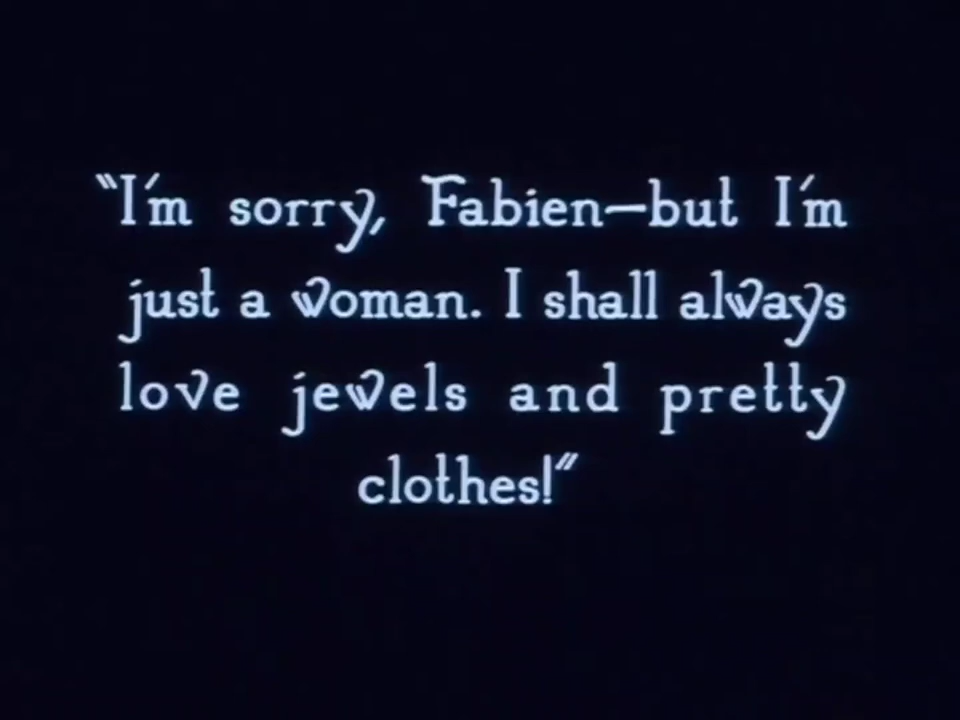 "I'm sorry, Fabien—but I'm
just a woman. I shall always
love jewels and pretty
clothes!"